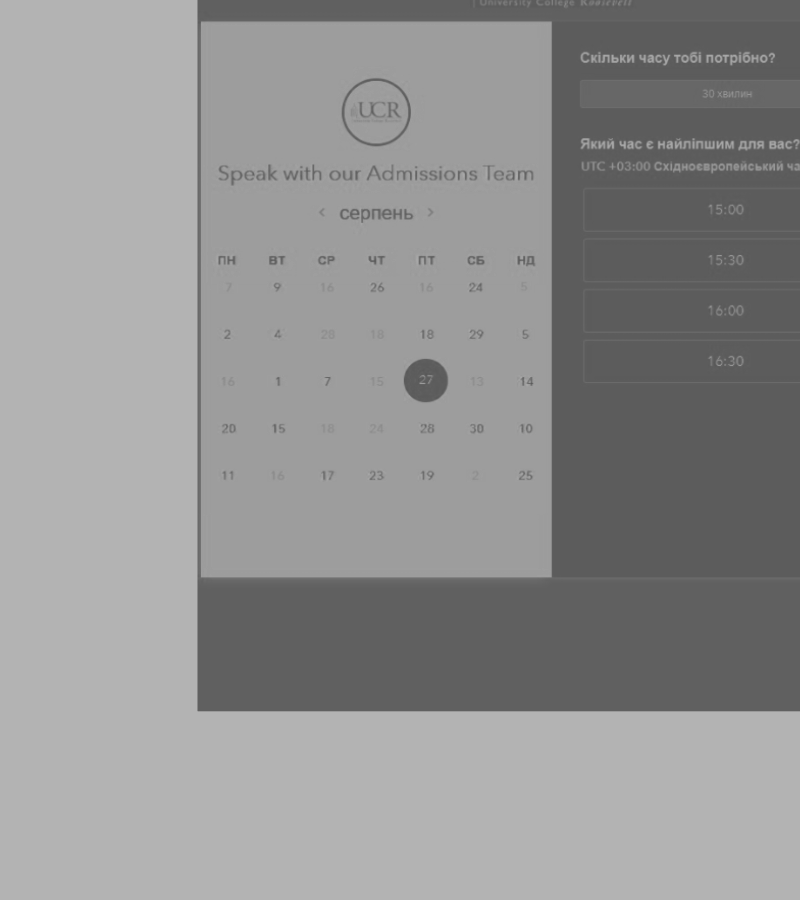 University College Roosevelt
UCR
Speak with our Admissions Team
< серпень >
ПН ВТ СР ЧТ ПТ СБ НД
7 9 16 26 16 24 5
2 4 28 18 18 29 5
16 1 7 15 27 13 14
20 15 18 24 28 30 10
11 16 17 23 19 2 25
Скільки часу тобі потрібно?
30 хвилин
Який час є найліпшим для вас?
UTC +03:00 Східноєвропейський ча
15:00
15:30
16:00
16:30